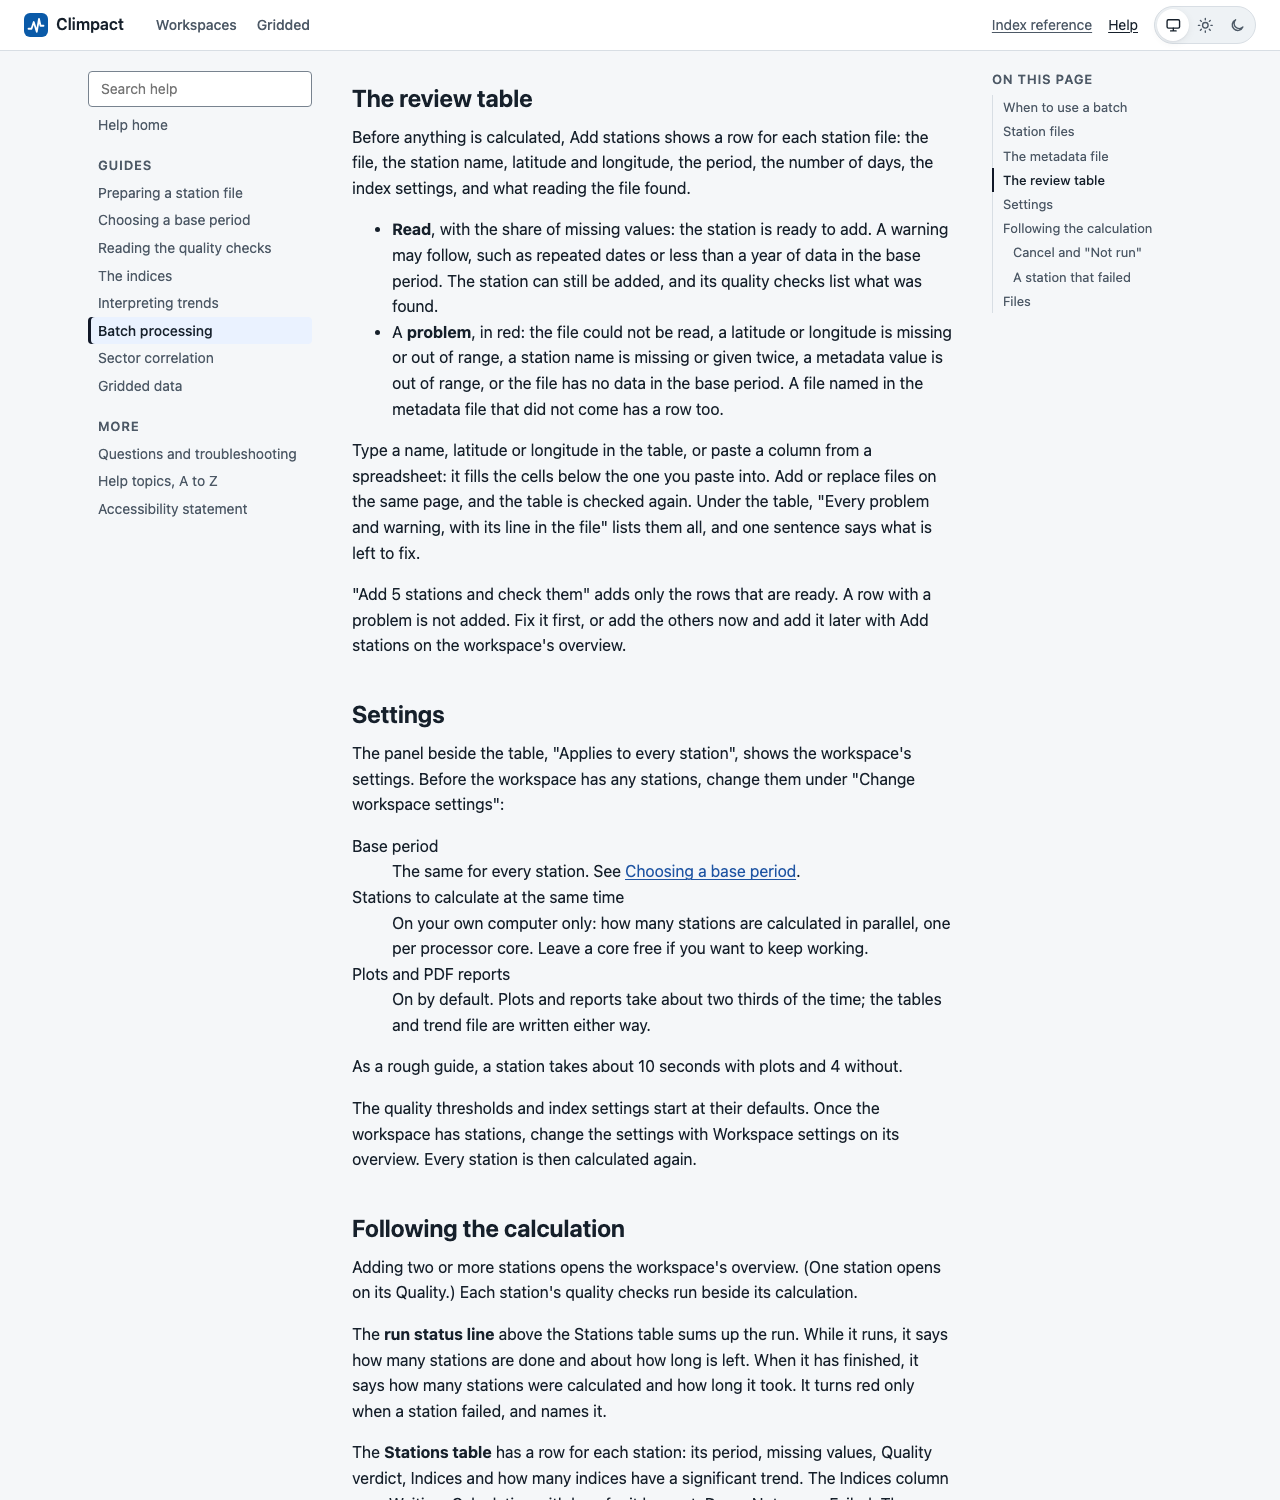 Climpact
Workspaces
Gridded
Index reference
Help
Search help
Help home
GUIDES
Preparing a station file
Choosing a base period
Reading the quality checks
The indices
Interpreting trends
Batch processing
Sector correlation
Gridded data
MORE
Questions and troubleshooting
Help topics, A to Z
Accessibility statement
The review table
Before anything is calculated, Add stations shows a row for each station file: the
file, the station name, latitude and longitude, the period, the number of days, the
index settings, and what reading the file found.
• Read, with the share of missing values: the station is ready to add. A warning
may follow, such as repeated dates or less than a year of data in the base
period. The station can still be added, and its quality checks list what was
found.
• A problem, in red: the file could not be read, a latitude or longitude is missing
or out of range, a station name is missing or given twice, a metadata value is
out of range, or the file has no data in the base period. A file named in the
metadata file that did not come has a row too.
Type a name, latitude or longitude in the table, or paste a column from a
spreadsheet: it fills the cells below the one you paste into. Add or replace files on
the same page, and the table is checked again. Under the table, "Every problem
and warning, with its line in the file" lists them all, and one sentence says what is
left to fix.
"Add 5 stations and check them" adds only the rows that are ready. A row with a
problem is not added. Fix it first, or add the others now and add it later with Add
stations on the workspace's overview.
Settings
The panel beside the table, "Applies to every station", shows the workspace's
settings. Before the workspace has any stations, change them under "Change
workspace settings":
Base period
The same for every station. See Choosing a base period.
Stations to calculate at the same time
On your own computer only: how many stations are calculated in parallel, one
per processor core. Leave a core free if you want to keep working.
Plots and PDF reports
On by default. Plots and reports take about two thirds of the time; the tables
and trend file are written either way.
As a rough guide, a station takes about 10 seconds with plots and 4 without.
The quality thresholds and index settings start at their defaults. Once the
workspace has stations, change the settings with Workspace settings on its
overview. Every station is then calculated again.
Following the calculation
Adding two or more stations opens the workspace's overview. (One station opens
on its Quality.) Each station's quality checks run beside its calculation.
The run status line above the Stations table sums up the run. While it runs, it says
how many stations are done and about how long is left. When it has finished, it
says how many stations were calculated and how long it took. It turns red only
when a station failed, and names it.
The Stations table has a row for each station: its period, missing values, Quality
verdict, Indices and how many indices have a significant trend. The Indices column
ON THIS PAGE
When to use a batch
Station files
The metadata file
The review table
Settings
Following the calculation
Cancel and "Not run"
A station that failed
Files